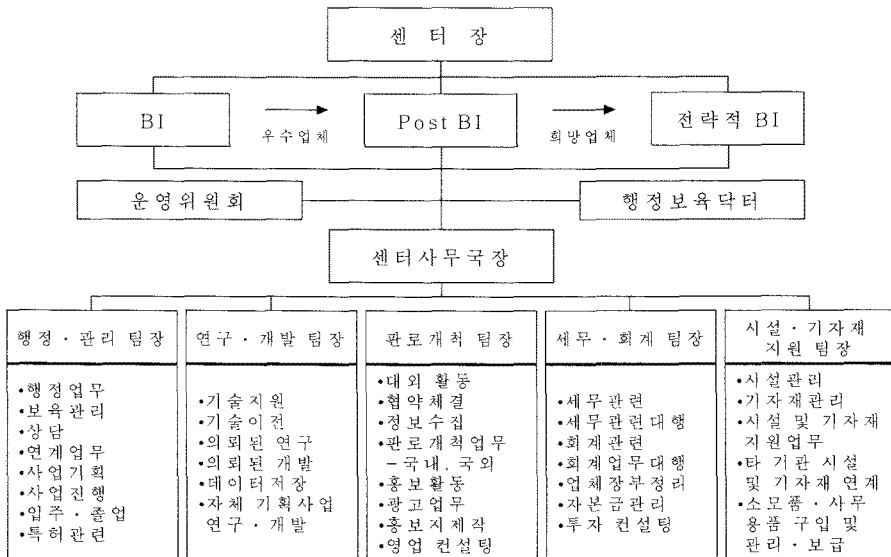 센 터 장
BI
우수업체
Post BI
희망업체
전략적 BI
운영위원회
행정보육닥터
센터사무국장
행정·관리 팀장
•행정업무
•보육관리
•상담
•연계업무
•사업기획
•사업진행
•입주·졸업
•특허관련
연구·개발 팀장
•기술지원
•기술이전
•의뢰된 연구
•의뢰된 개발
•데이터저장
•자체 기획사업
연구·개발
판로개척 팀장
•대외 활동
•협약체결
•정보수집
•판로개척업무
－국내, 국외
•홍보활동
•광고업무
•홍보지제작
•영업 컨설팅
세무·회계 팀장
•세무관련
•세무관련대행
•회계관련
•회계업무대행
•업체장부정리
•자본금관리
•투자 컨설팅
시설·기자재
지원 팀장
•시설관리
•기자재관리
•시설 및 기자재
지원업무
•타 기관 시설
및 기자재 연계
•소모품·사무
용품 구입 및
관리·보급